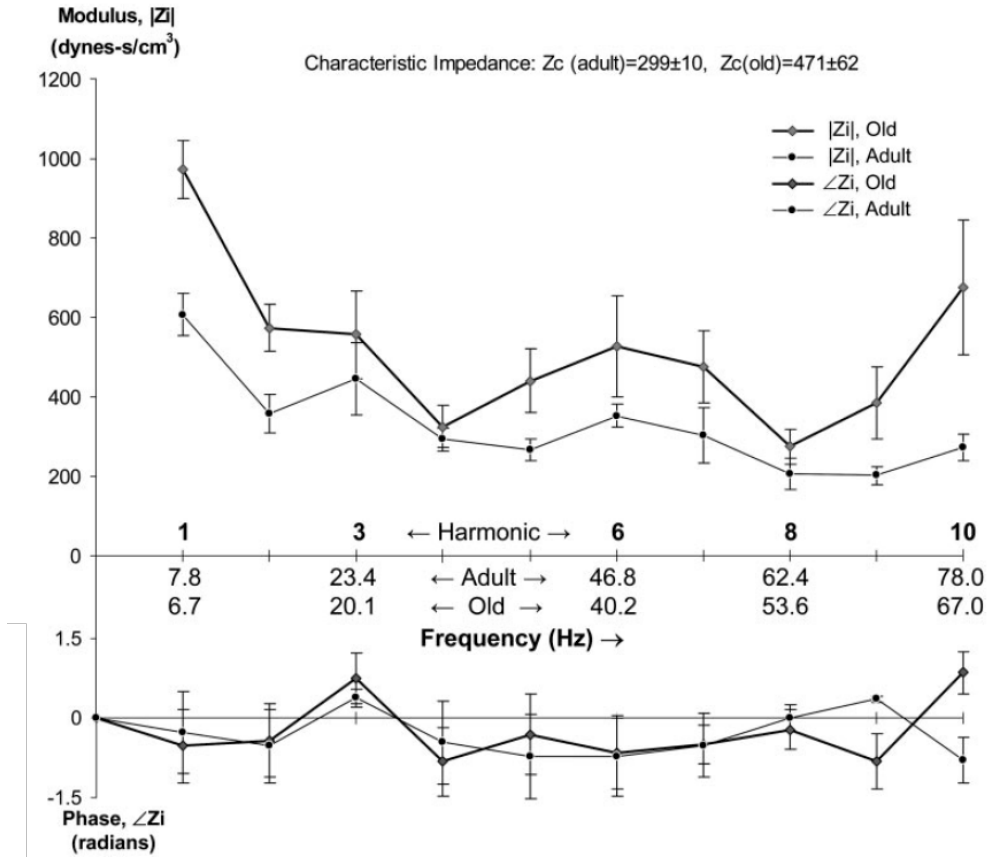 Modulus, |Zi|
(dynes-s/cm³)
Characteristic Impedance: Zc (adult)=299±10, Zc(old)=471±62
1200
|Zi|, Old
1000
|Zi|, Adult
∠Zi, Old
800
∠Zi, Adult
600
400
200
1 3 ← Harmonic → 6 8 10
0
7.8 23.4 ← Adult → 46.8 62.4 78.0
6.7 20.1 ← Old → 40.2 53.6 67.0
1.5 Frequency (Hz) →
0
-1.5
Phase, ∠Zi
(radians)